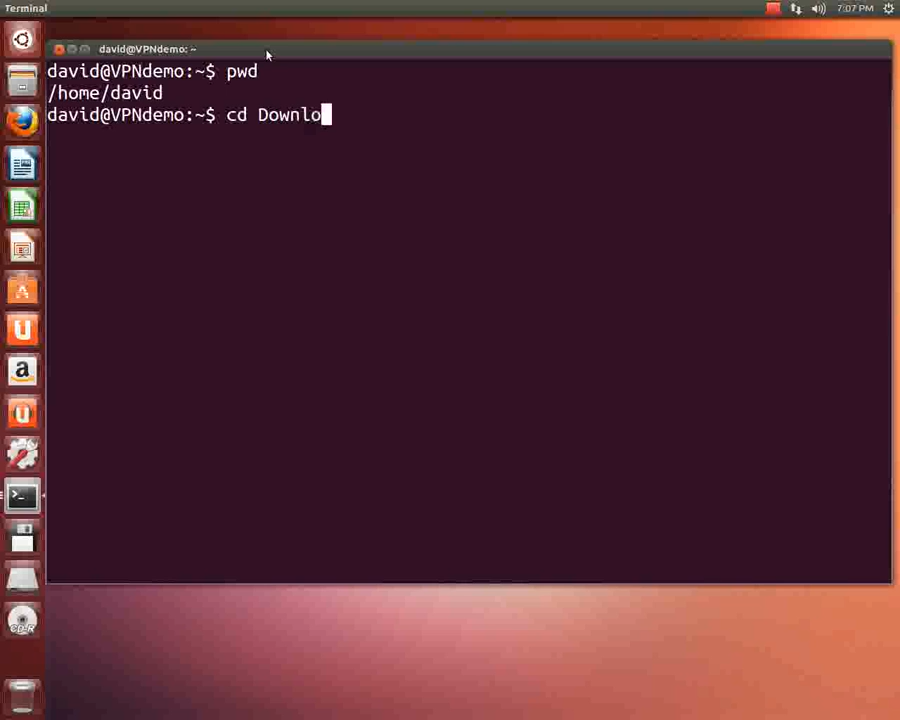 Terminal
7:07 PM
david@VPNdemo: ~
david@VPNdemo:~$ pwd
/home/david
david@VPNdemo:~$ cd Downlo